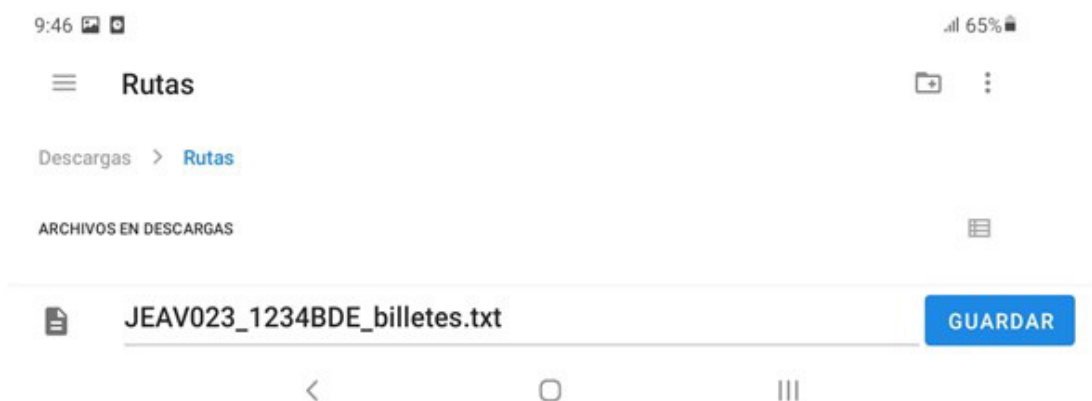 9:46 65%
Rutas
Descargas > Rutas
ARCHIVOS EN DESCARGAS
JEAV023_1234BDE_billetes.txt GUARDAR